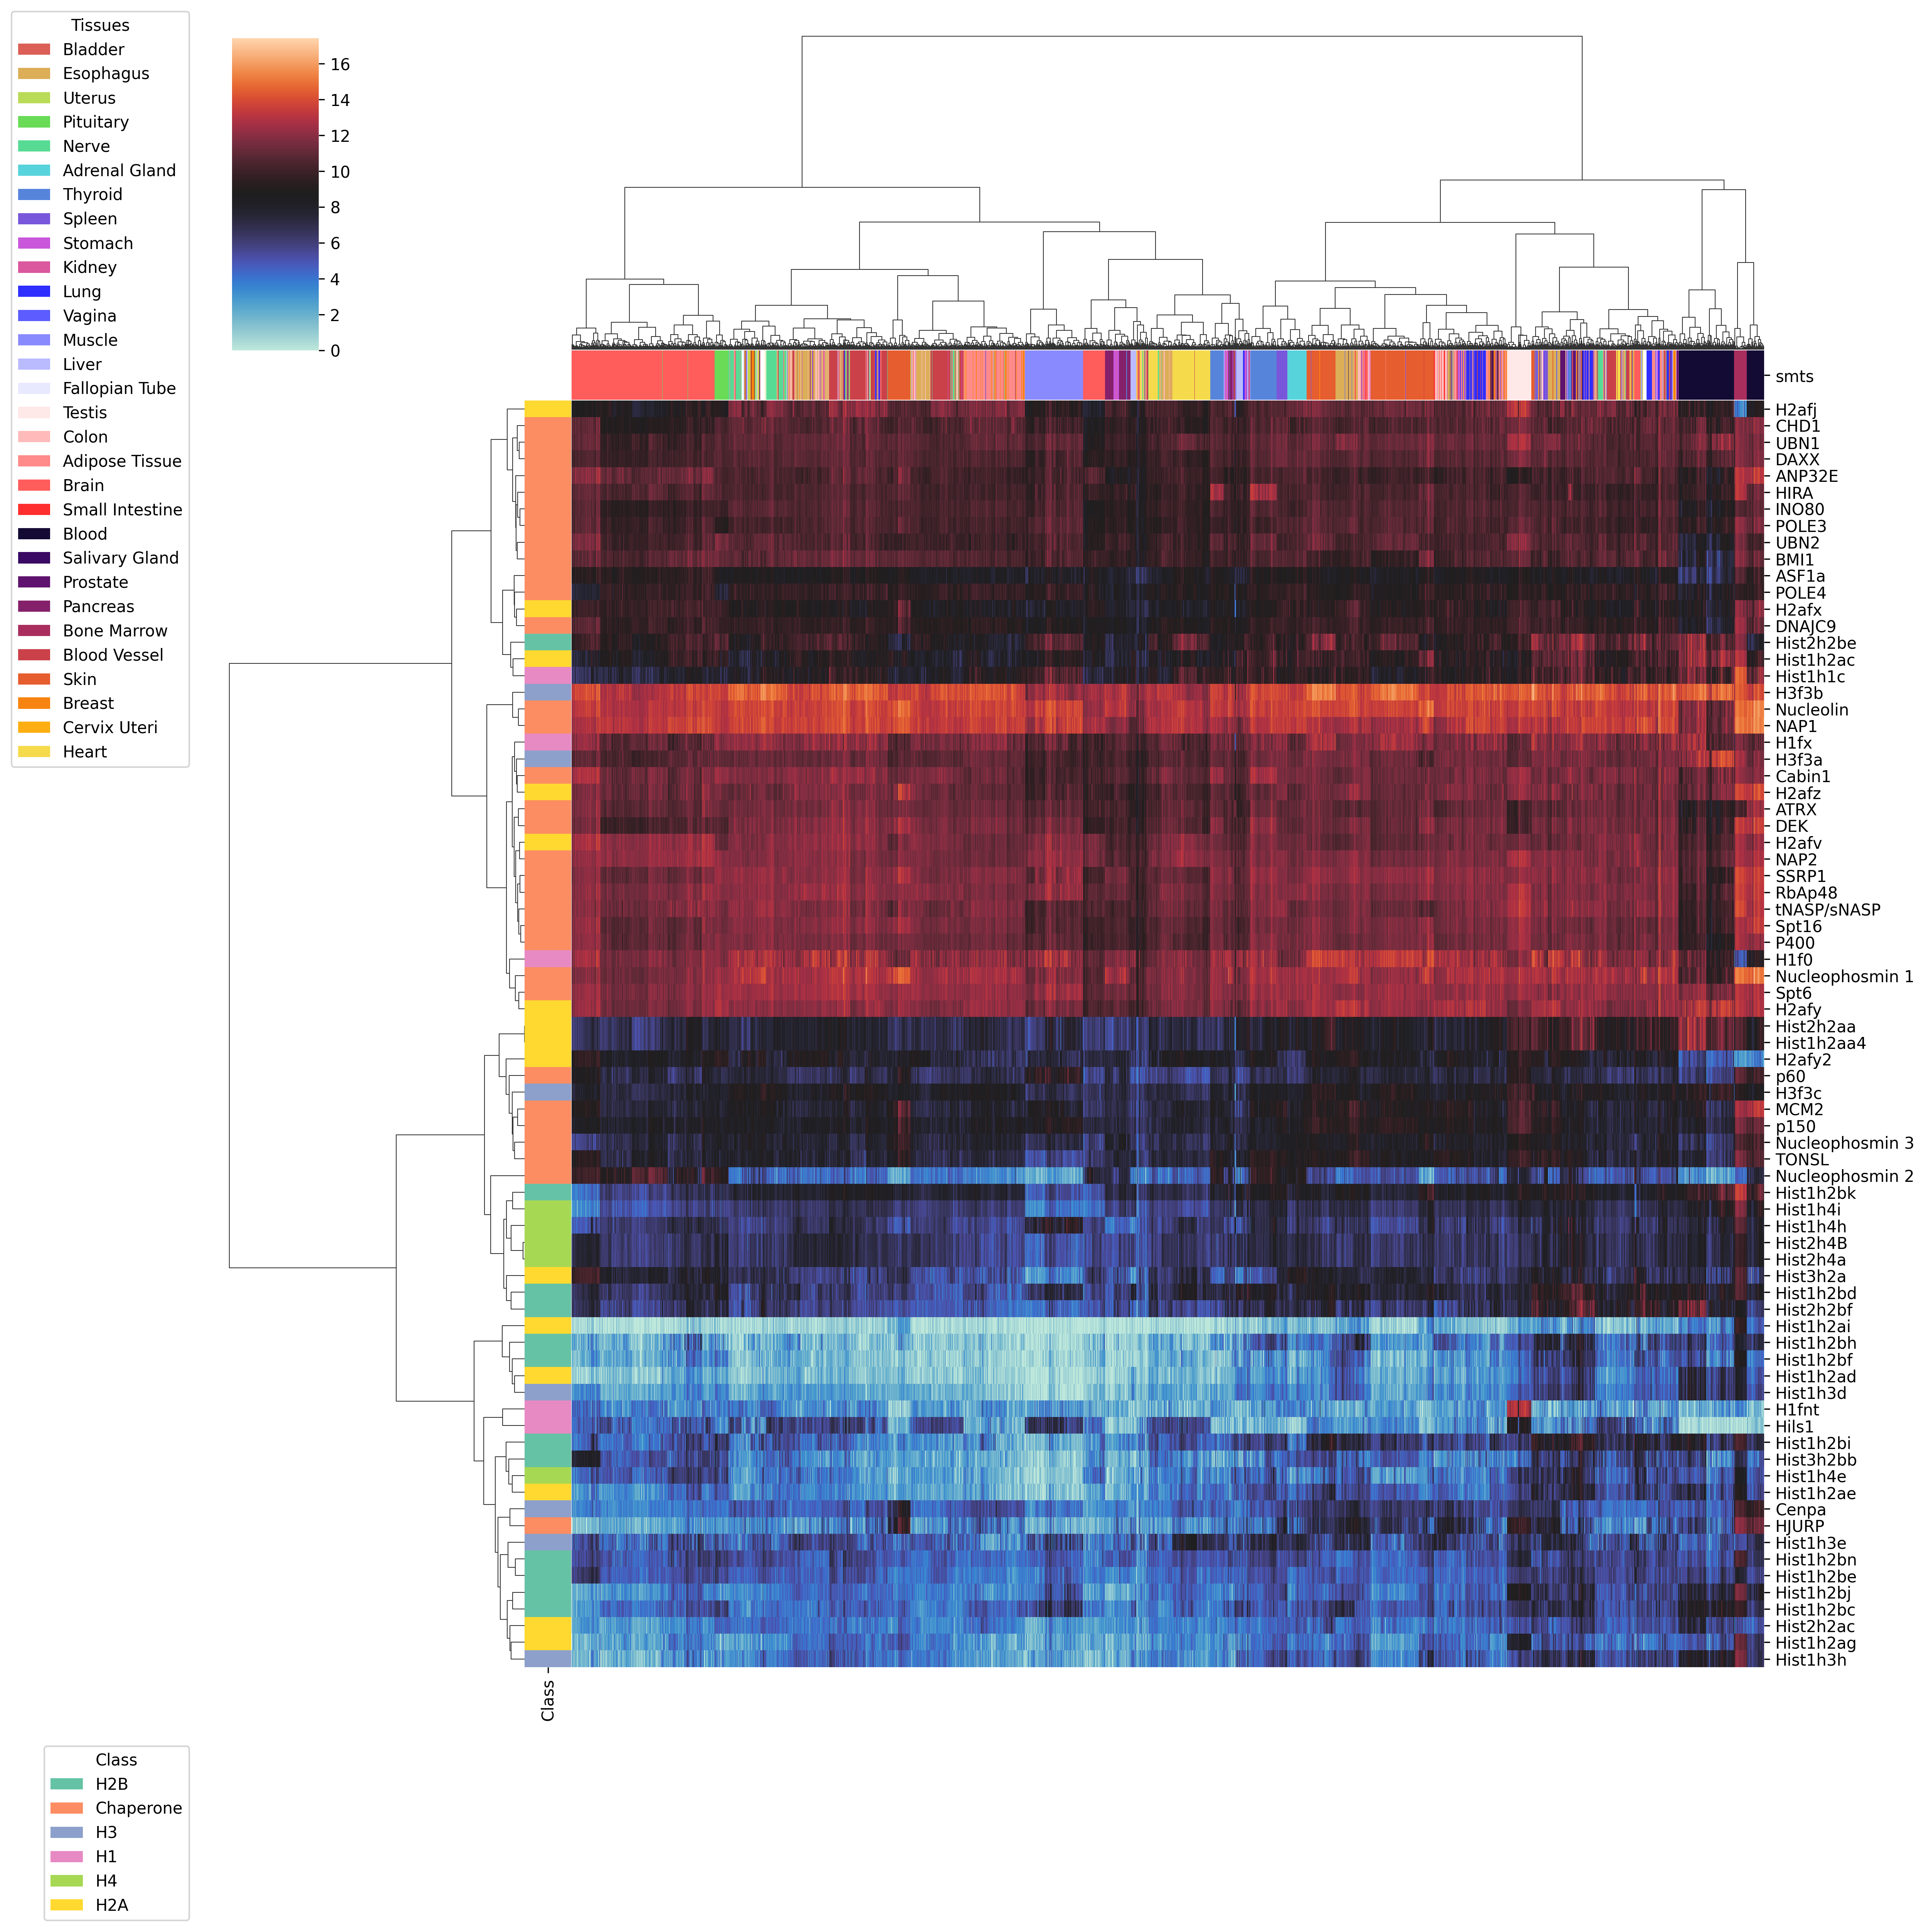 Tissues
Bladder
Esophagus
Uterus
Pituitary
Nerve
Adrenal Gland
Thyroid
Spleen
Stomach
Kidney
Lung
Vagina
Muscle
Liver
Fallopian Tube
Testis
Colon
Adipose Tissue
Brain
Small Intestine
Blood
Salivary Gland
Prostate
Pancreas
Bone Marrow
Blood Vessel
Skin
Breast
Cervix Uteri
Heart
16
14
12
10
8
6
4
2
0
smts
H2afj
CHD1
UBN1
DAXX
ANP32E
HIRA
INO80
POLE3
UBN2
BMI1
ASF1a
POLE4
H2afx
DNAJC9
Hist2h2be
Hist1h2ac
Hist1h1c
H3f3b
Nucleolin
NAP1
H1fx
H3f3a
Cabin1
H2afz
ATRX
DEK
H2afv
NAP2
SSRP1
RbAp48
tNASP/sNASP
Spt16
P400
H1f0
Nucleophosmin 1
Spt6
H2afy
Hist2h2aa
Hist1h2aa4
H2afy2
p60
H3f3c
MCM2
p150
Nucleophosmin 3
TONSL
Nucleophosmin 2
Hist1h2bk
Hist1h4i
Hist1h4h
Hist2h4B
Hist2h4a
Hist3h2a
Hist1h2bd
Hist2h2bf
Hist1h2ai
Hist1h2bh
Hist1h2bf
Hist1h2ad
Hist1h3d
H1fnt
Hils1
Hist1h2bi
Hist3h2bb
Hist1h4e
Hist1h2ae
Cenpa
HJURP
Hist1h3e
Hist1h2bn
Hist1h2be
Hist1h2bj
Hist1h2bc
Hist2h2ac
Hist1h2ag
Hist1h3h
Class
Class
H2B
Chaperone
H3
H1
H4
H2A